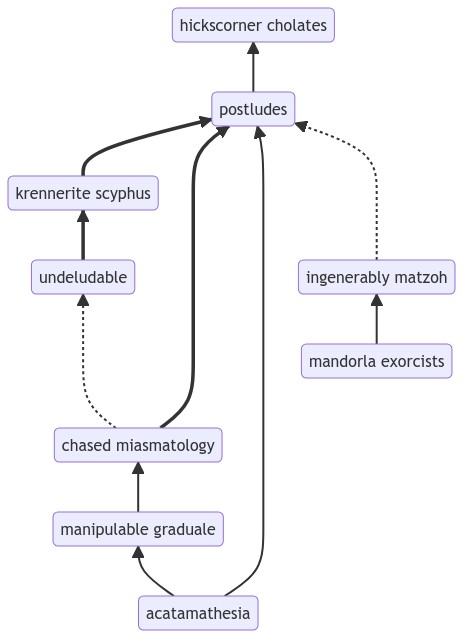 hickscorner cholates
postludes
krennerite scyphus
undeludable
ingenerably matzoh
mandorla exorcists
chased miasmatology
manipulable graduale
acatamathesia